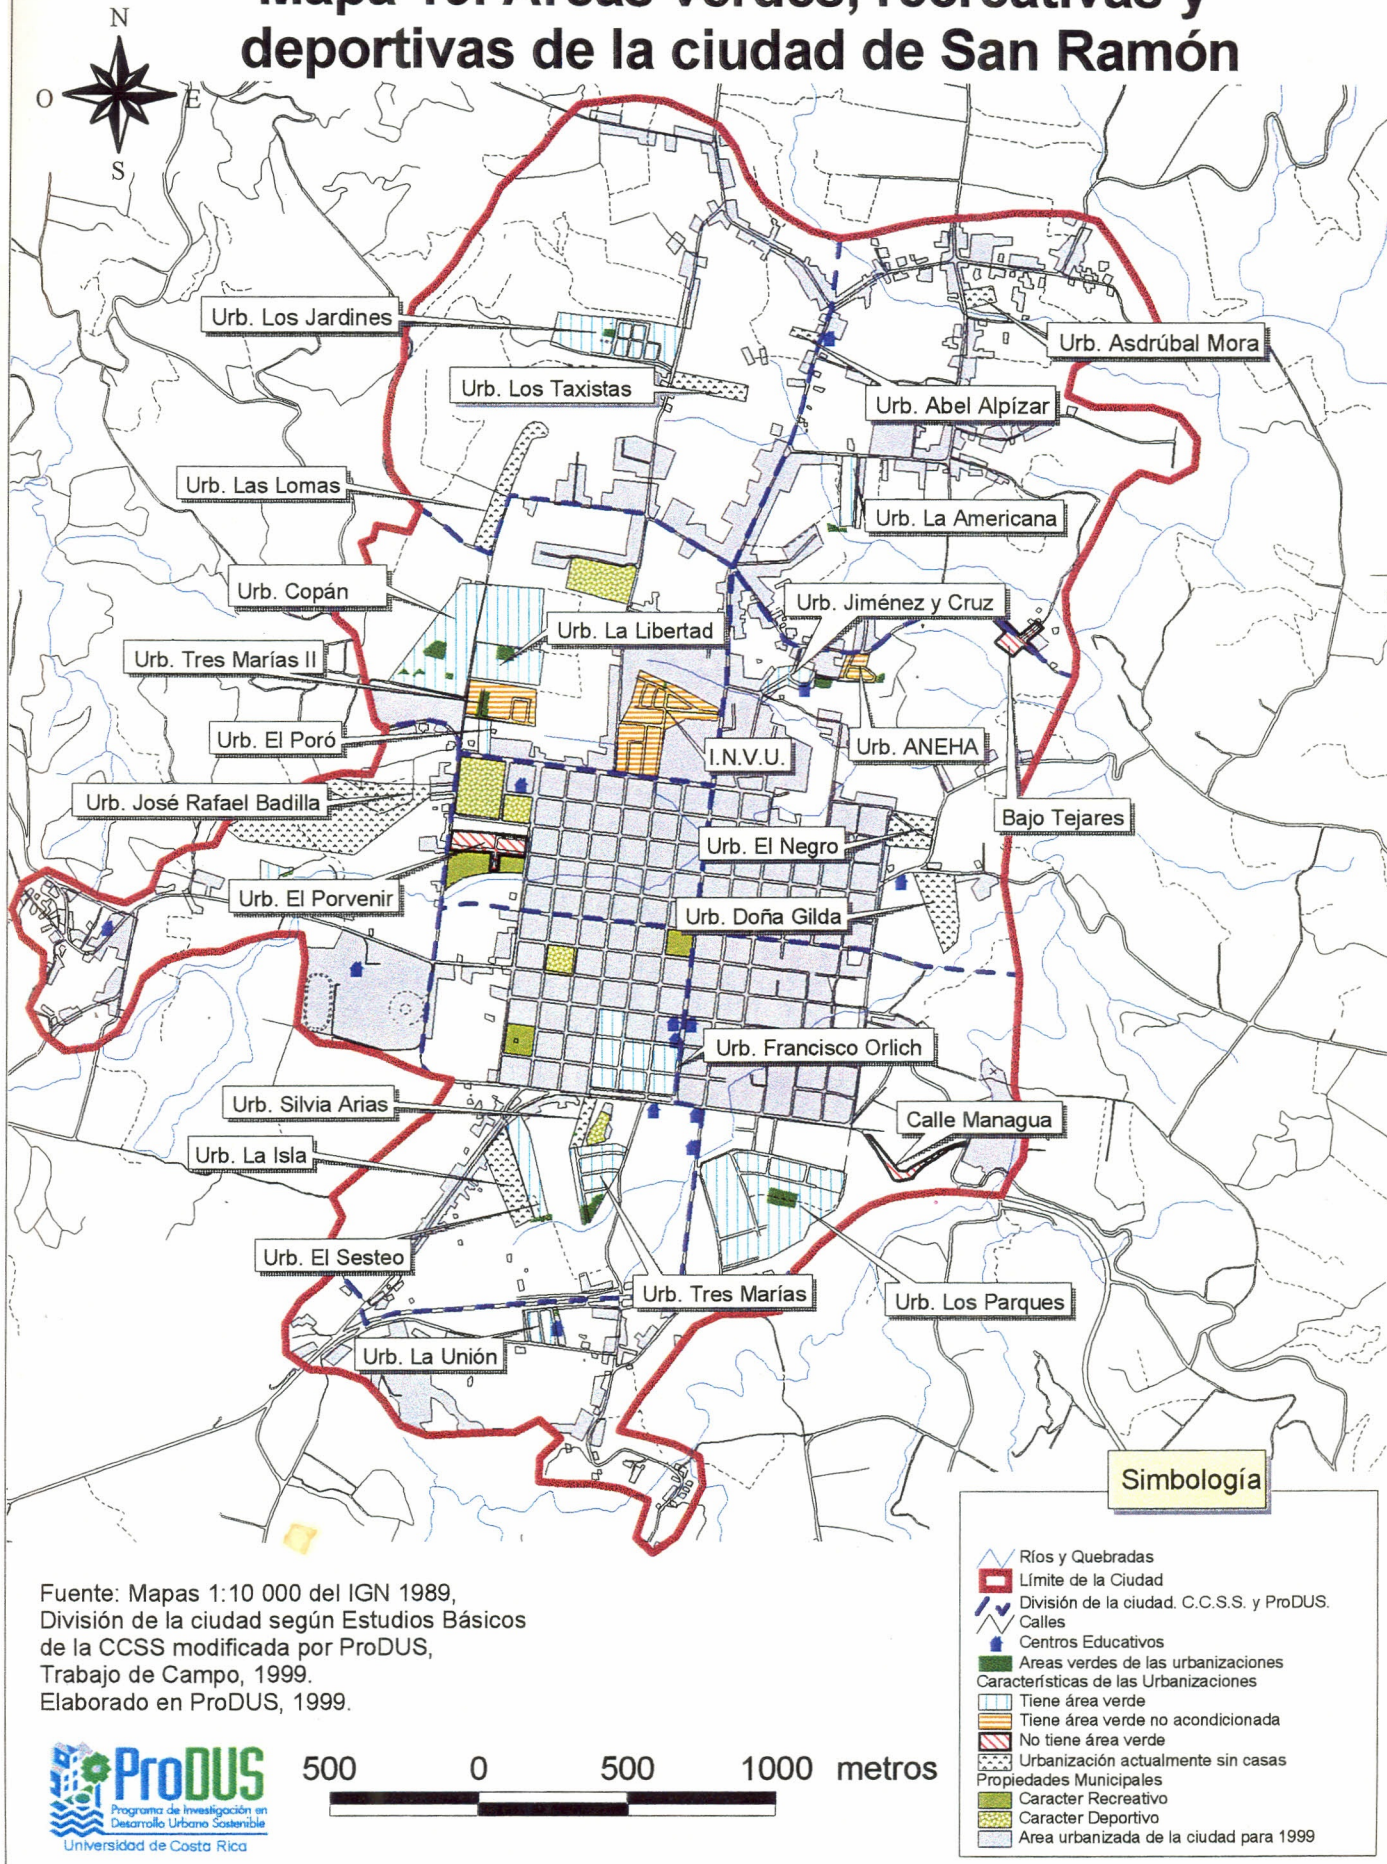 deportivas de la ciudad de San Ramón
N
O
E
S
Urb. Los Jardines
Urb. Asdrúbal Mora
Urb. Los Taxistas
Urb. Abel Alpízar
Urb. Las Lomas
Urb. La Americana
Urb. Copán
Urb. Jiménez y Cruz
Urb. La Libertad
Urb. Tres Marías II
Urb. El Poró
I.N.V.U.
Urb. ANEHA
Urb. José Rafael Badilla
Bajo Tejares
Urb. El Negro
Urb. El Porvenir
Urb. Doña Gilda
Urb. Francisco Orlich
Urb. Silvia Arias
Calle Managua
Urb. La Isla
Urb. El Sesteo
Urb. Tres Marías
Urb. Los Parques
Urb. La Unión
Simbología
Ríos y Quebradas
Límite de la Ciudad
División de la ciudad. C.C.S.S. y ProDUS.
Calles
Centros Educativos
Areas verdes de las urbanizaciones
Características de las Urbanizaciones
Tiene área verde
Tiene área verde no acondicionada
No tiene área verde
Urbanización actualmente sin casas
Propiedades Municipales
Caracter Recreativo
Caracter Deportivo
Area urbanizada de la ciudad para 1999
Fuente: Mapas 1:10 000 del IGN 1989,
División de la ciudad según Estudios Básicos
de la CCSS modificada por ProDUS,
Trabajo de Campo, 1999.
Elaborado en ProDUS, 1999.
ProDUS
Programa de Investigación en
Desarrollo Urbano Sostenible
Universidad de Costa Rica
500 0 500 1000 metros